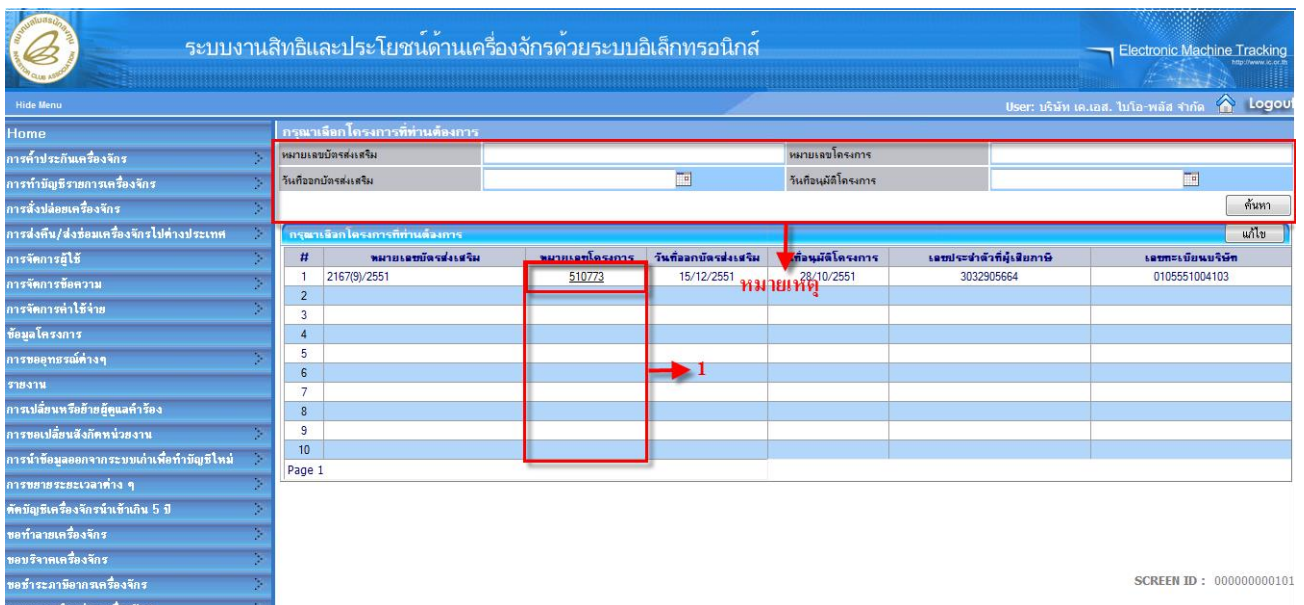 สมาคมสโมสรนักลงทุน
INVESTOR CLUB ASSOCIATION
ระบบงานสิทธิและประโยชน์ด้านเครื่องจักรด้วยระบบอิเล็กทรอนิกส์
Electronic Machine Tracking
http://www.ic.or.th
Hide Menu
User: บริษัท เค.เอส. ไบโอ-พลัส จำกัด
Logout
Home
การค้ำประกันเครื่องจักร
การทำบัญชีรายการเครื่องจักร
การสั่งปล่อยเครื่องจักร
การส่งคืน/ส่งซ่อมเครื่องจักรไปต่างประเทศ
การจัดการผู้ใช้
การจัดการข้อความ
การจัดการค่าใช้จ่าย
ข้อมูลโครงการ
การขออุทธรณ์ต่างๆ
รายงาน
การเปลี่ยนหรือย้ายผู้ดูแลคำร้อง
การขอเปลี่ยนสังกัดหน่วยงาน
การนำข้อมูลออกจากระบบเก่าเพื่อทำบัญชีใหม่
การขยายระยะเวลาต่าง ๆ
ตัดบัญชีเครื่องจักรนำเข้าเกิน 5 ปี
ขอทำลายเครื่องจักร
ขอบริจาคเครื่องจักร
ขอชำระภาษีอากรเครื่องจักร
กรุณาเลือกโครงการที่ท่านต้องการ
หมายเลขบัตรส่งเสริม
หมายเลขโครงการ
วันที่ออกบัตรส่งเสริม
วันที่อนุมัติโครงการ
ค้นหา
กรุณาเลือกโครงการที่ท่านต้องการ
แก้ไข
# หมายเลขบัตรส่งเสริม หมายเลขโครงการ วันที่ออกบัตรส่งเสริม วันที่อนุมัติโครงการ เลขประจำตัวผู้เสียภาษี เลขทะเบียนบริษัท
1 2167(9)/2551 510773 15/12/2551 28/10/2551 3032905664 0105551004103
หมายเหตุ
2
3
4
5
6
1
7
8
9
10
Page 1
SCREEN ID : 000000000101